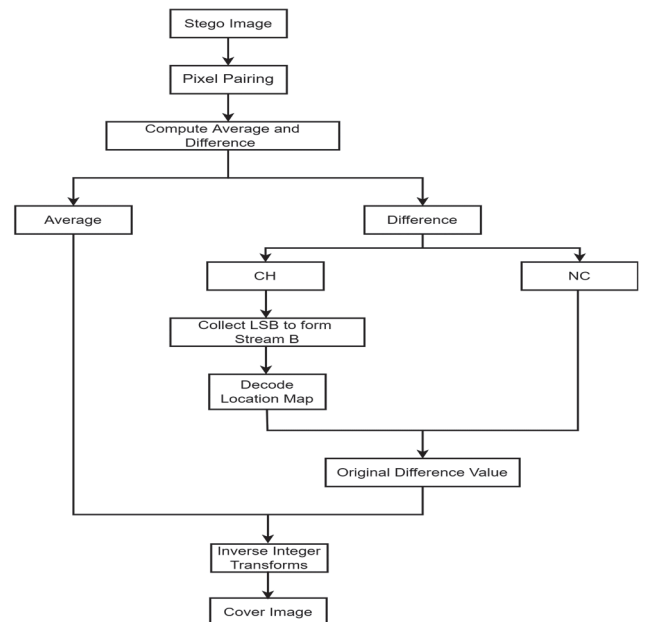 Stego Image
Pixel Pairing
Compute Average and
Difference
Average
Difference
CH
NC
Collect LSB to form
Stream B
Decode
Location Map
Original Difference Value
Inverse Integer
Transforms
Cover Image